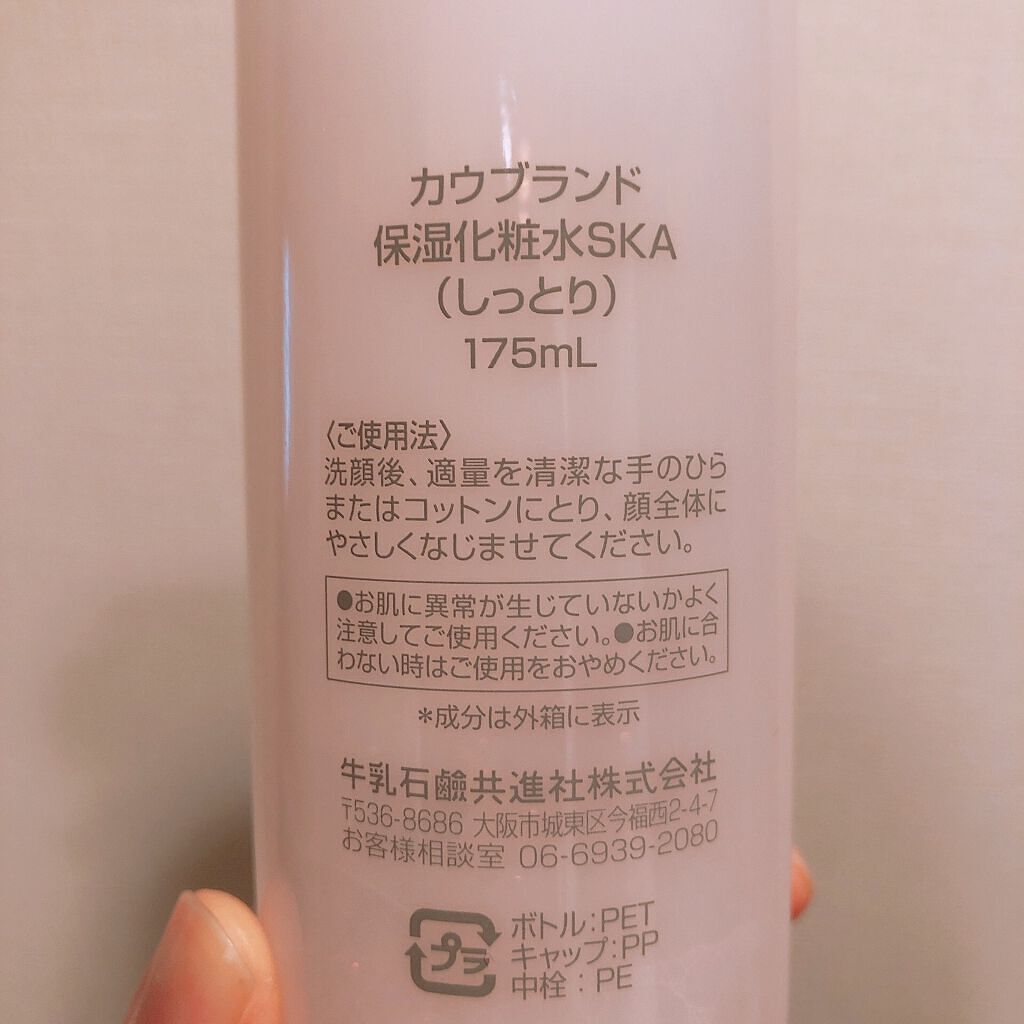 カウブランド
保湿化粧水SKA
(しっとり)
175mL
〈ご使用法〉
洗顔後、適量を清潔な手のひら
またはコットンにとり、顔全体に
やさしくなじませてください。
●お肌に異常が生じていないかよく
注意してご使用ください。●お肌に合
わない時はご使用をおやめください。
*成分は外箱に表示
牛乳石鹼共進社株式会社
〒536-8686 大阪市城東区今福西2-4-7
お客様相談室 06-6939-2080
プラ
ボトル:PET
キャップ:PP
中栓:PE